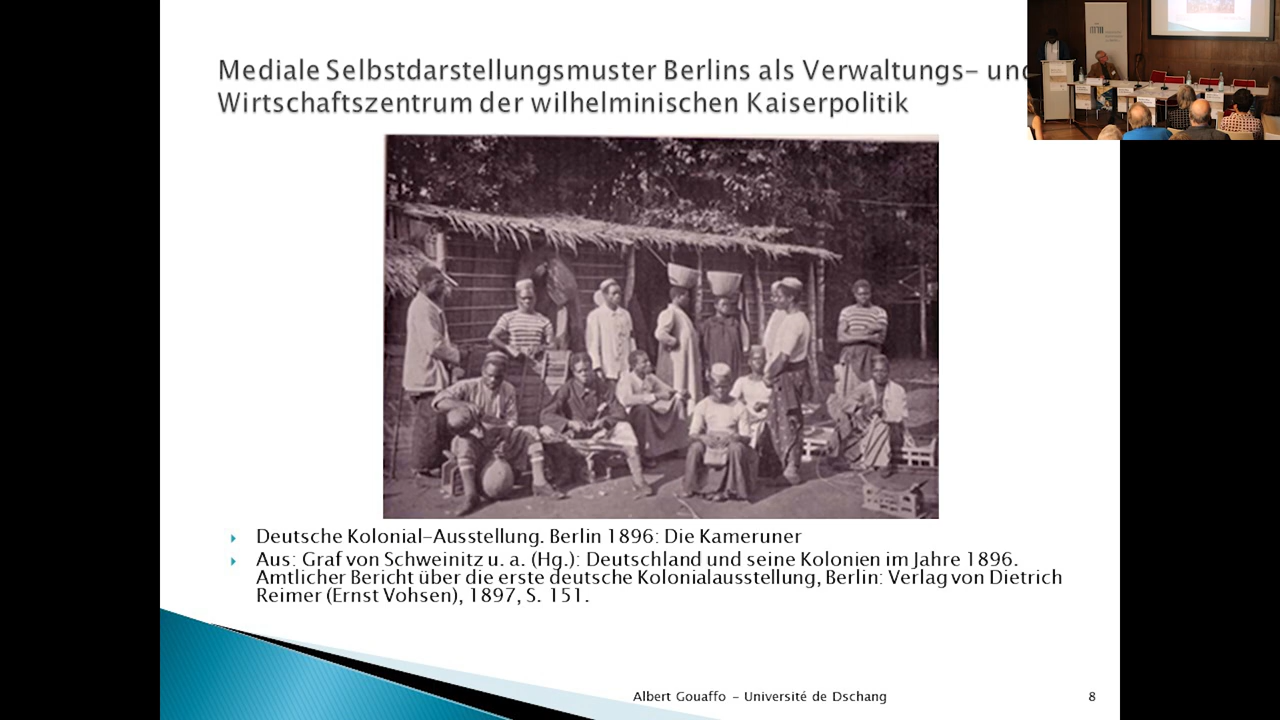 Mediale Selbstdarstellungsmuster Berlins als Verwaltungs- und
Wirtschaftszentrum der wilhelminischen Kaiserpolitik
Deutsche Kolonial-Ausstellung. Berlin 1896: Die Kameruner
Aus: Graf von Schweinitz u. a. (Hg.): Deutschland und seine Kolonien im Jahre 1896.
Amtlicher Bericht über die erste deutsche Kolonialausstellung, Berlin: Verlag von Dietrich
Reimer (Ernst Vohsen), 1897, S. 151.
Albert Gouaffo - Université de Dschang 8